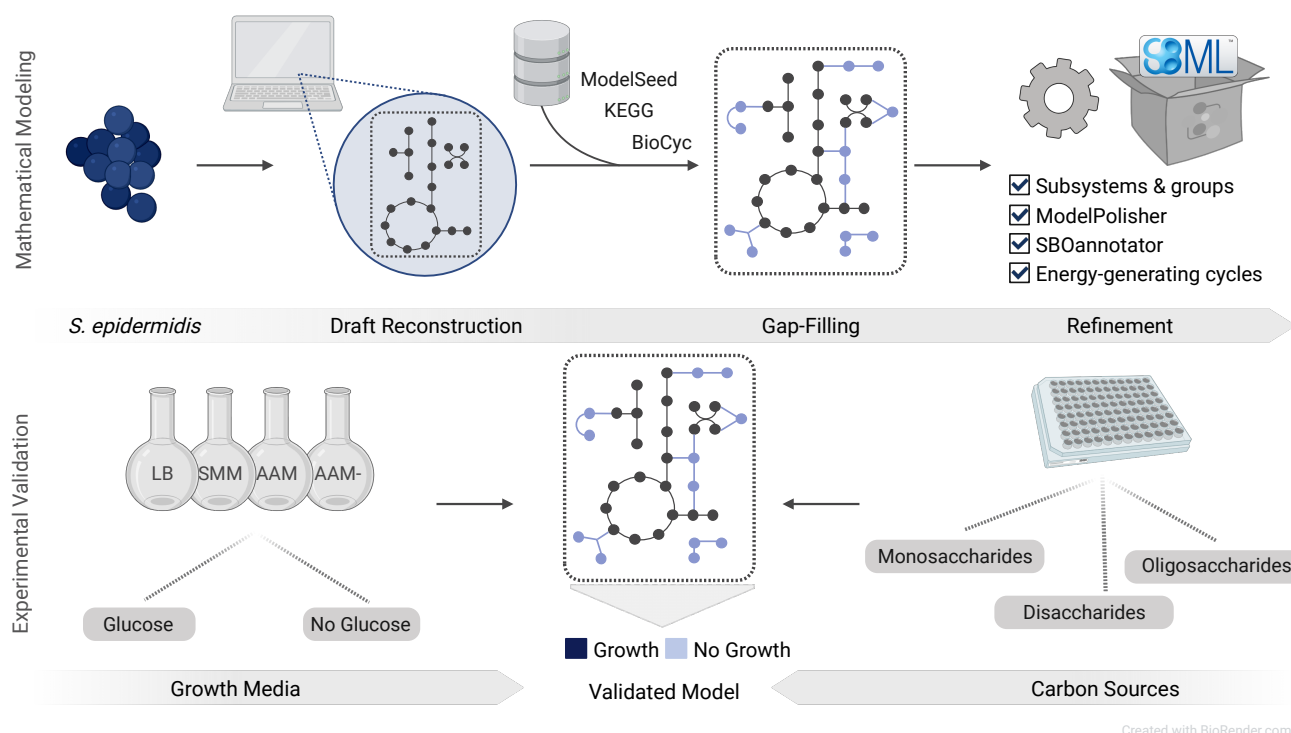 Mathematical Modeling
ModelSeed
KEGG
BioCyc
SBML
Subsystems & groups
ModelPolisher
SBOannotator
Energy-generating cycles
S. epidermidis
Draft Reconstruction
Gap-Filling
Refinement
Experimental Validation
LB
SMM
AAM
AAM-
Glucose
No Glucose
Monosaccharides
Oligosaccharides
Disaccharides
Growth
No Growth
Growth Media
Validated Model
Carbon Sources
Created with BioRender.com